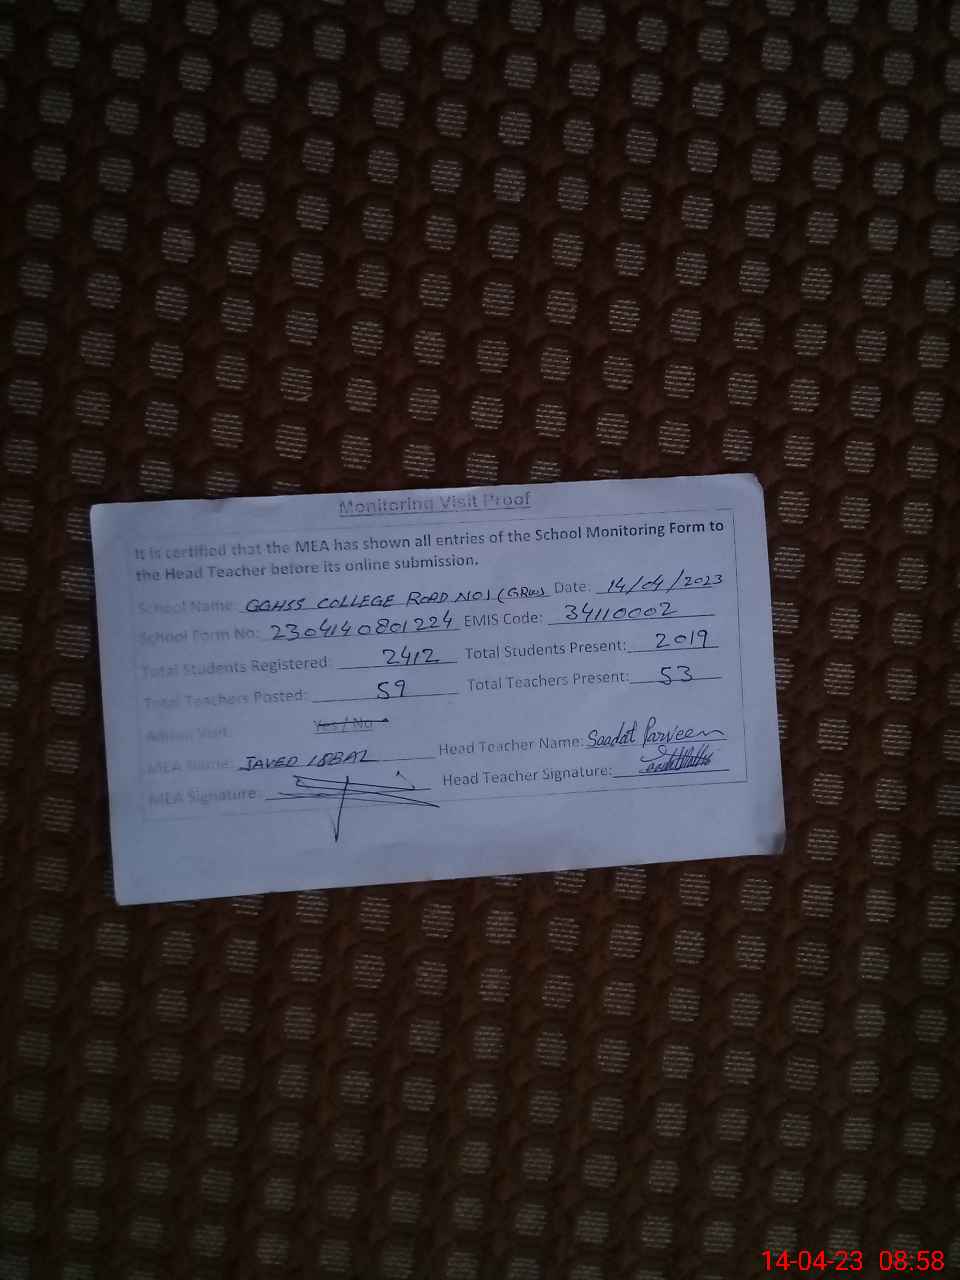 Monitoring Visit Proof
It is certified that the MEA has shown all entries of the School Monitoring Form to
the Head Teacher before its online submission.
School Name: GGHSS COLLEGE ROAD NO1 Date: 14/04/2023
School Form No: 2304140801224 EMIS Code: 34110002
Total Students Registered: 2412 Total Students Present: 2019
Total Teachers Posted: 59 Total Teachers Present: 53
Admin Visit: Yes / No
MEA Name: JAVED IQBAL Head Teacher Name: Saadat Parveen
MEA Signature: Head Teacher Signature:
14-04-23 08:58